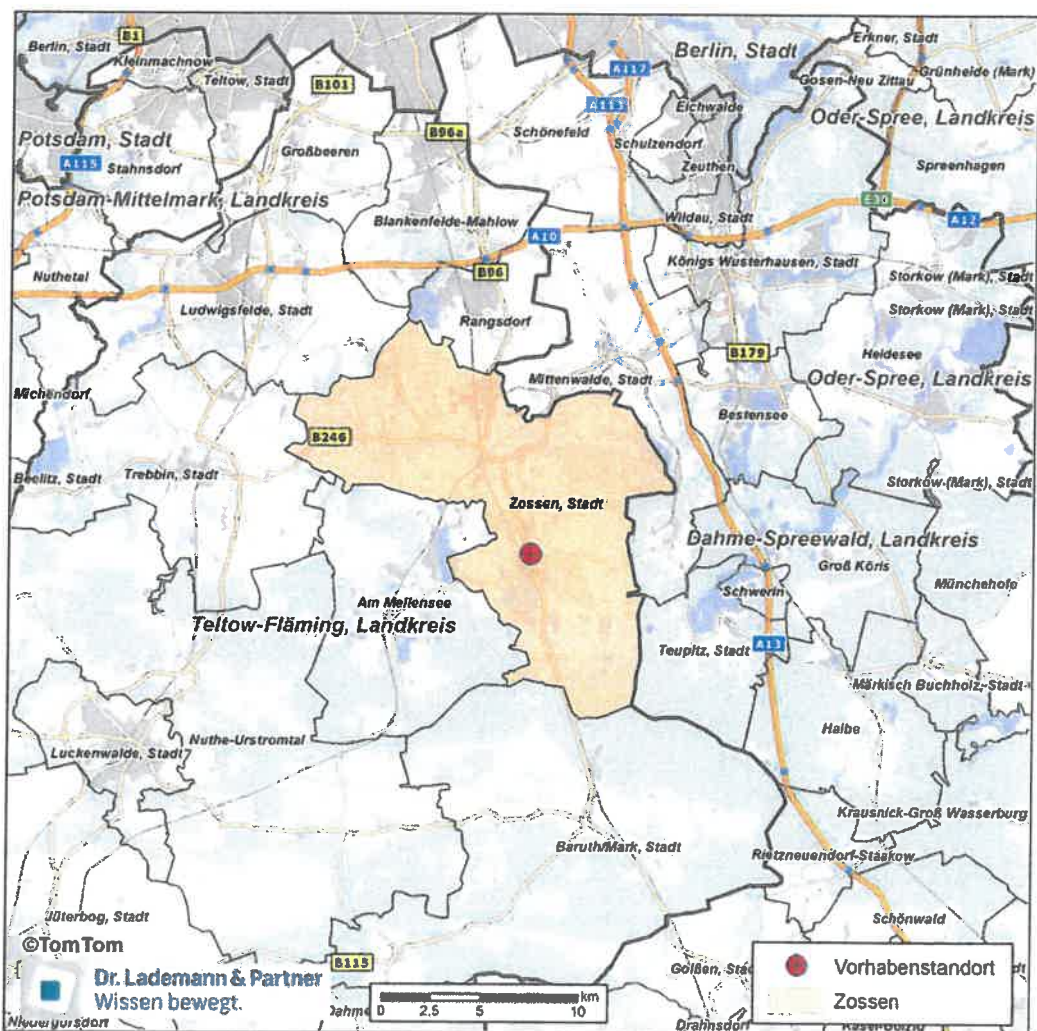 B1
Berlin, Stadt
Kleinmachnow
Teltow, Stadt
B101
A117
Berlin, Stadt
Erkner, Stadt
Grünheide (Mark)
Gosen-Neu Zittau
A113
Eichwalde
Oder-Spree, Landkreis
Potsdam, Stadt
A115
Stahnsdorf
Großbeeren
B96a
Schönefeld
Schulzendorf
Zeuthen
Spreenhagen
Potsdam-Mittelmark, Landkreis
Blankenfelde-Mahlow
A10
Wildau, Stadt
E30
A12
Nuthetal
B96
Königs Wusterhausen, Stadt
Storkow (Mark), Stadt
Ludwigsfelde, Stadt
Rangsdorf
Storkow (Mark), Stadt
Michendorf
Mittenwalde, Stadt
B179
Heidesee
Oder-Spree, Landkreis
Bestensee
B246
Beelitz, Stadt
Trebbin, Stadt
Storkow (Mark), Stadt
Zossen, Stadt
Dahme-Spreewald, Landkreis
Groß Köris
Münchehofe
Schwerin
Am Mellensee
Teltow-Fläming, Landkreis
Teupitz, Stadt
A13
Märkisch Buchholz, Stadt
Halbe
Nuthe-Urstromtal
Luckenwalde, Stadt
Krausnick-Groß Wasserburg
Baruth/Mark, Stadt
Rietzneuendorf-Staakow
Jüterbog, Stadt
Schönwald
©TomTom
B115
Golßen, Stadt
Dr. Lademann & Partner
Wissen bewegt.
km
0 2,5 5 10
Vorhabenstandort
Zossen
Niedergörsdorf
Dahme
Drahnsdorf